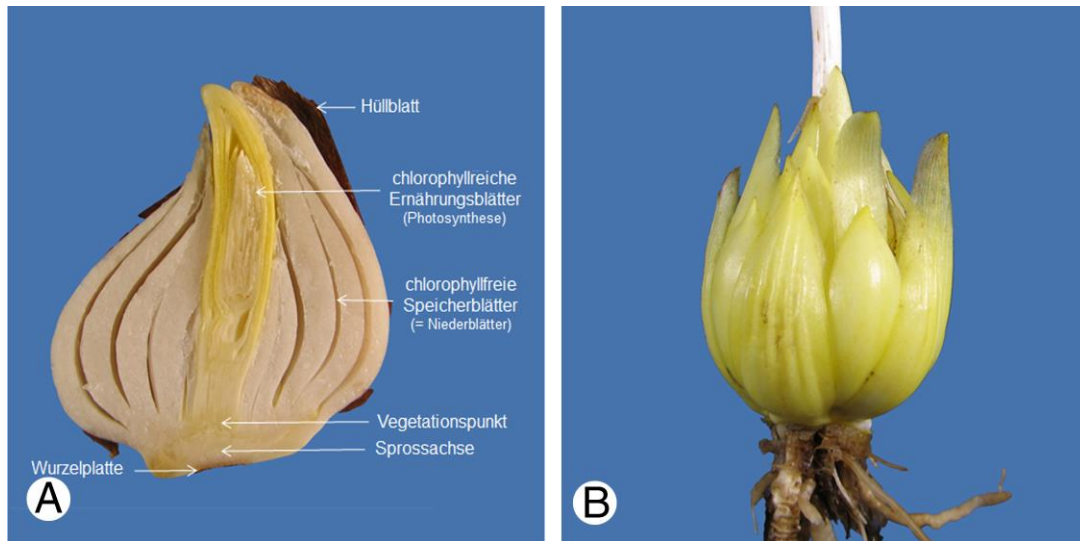 Hüllblatt
chlorophyllreiche
Ernährungsblätter
(Photosynthese)
chlorophyllfreie
Speicherblätter
(= Niederblätter)
Vegetationspunkt
Sprossachse
Wurzelplatte
A
B